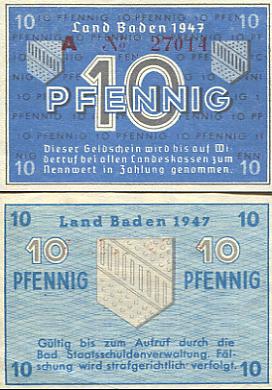 10 Land Baden 1947 10
A No 27014
10
PFENNIG
Dieser Geldschein wird bis auf Wi-
derruf bei allen Landeskassen zum
Nennwert in Zahlung genommen.
10 10
10 Land Baden 1947 10
10 10
PFENNIG PFENNIG
10 10
Gültig bis zum Aufruf durch die
Bad. Staatsschuldenverwaltung. Fäl-
schung wird strafgerichtlich verfolgt.